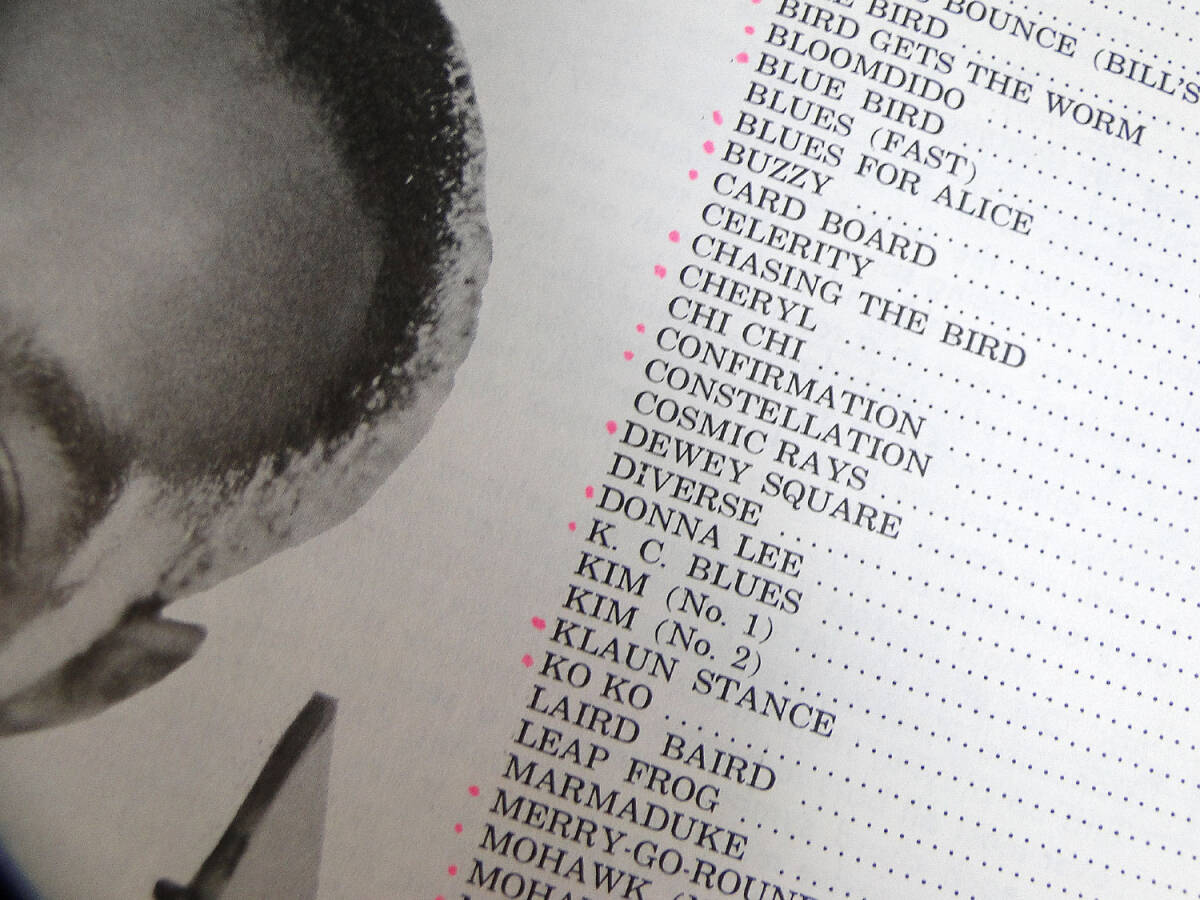 BOUNCE (BILL'S
BIRD
BIRD GETS THE WORM
BLOOMDIDO
BLUE BIRD
BLUES (FAST)
BLUES FOR ALICE
BUZZY
CARD BOARD
CELERITY
CHASING THE BIRD
CHERYL
CHI CHI
CONFIRMATION
CONSTELLATION
COSMIC RAYS
DEWEY SQUARE
DIVERSE
DONNA LEE
K. C. BLUES
KIM (No. 1)
KIM (No. 2)
KLAUN STANCE
KO KO
LAIRD BAIRD
LEAP FROG
MARMADUKE
MERRY-GO-ROUND
MOHAWK